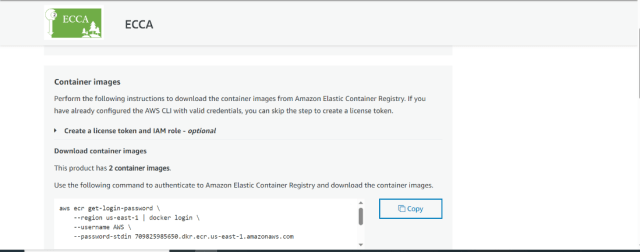 ECCA
ECCA
Container images
Perform the following instructions to download the container images from Amazon Elastic Container Registry. If you
have already configured the AWS CLI with valid credentials, you can skip the step to create a license token.
Create a license token and IAM role - optional
Download container images
This product has 2 container images.
Use the following command to authenticate to Amazon Elastic Container Registry and download the container images.
aws ecr get-login-password \
--region us-east-1 | docker login \
--username AWS \
--password-stdin 709825985650.dkr.ecr.us-east-1.amazonaws.com
Copy